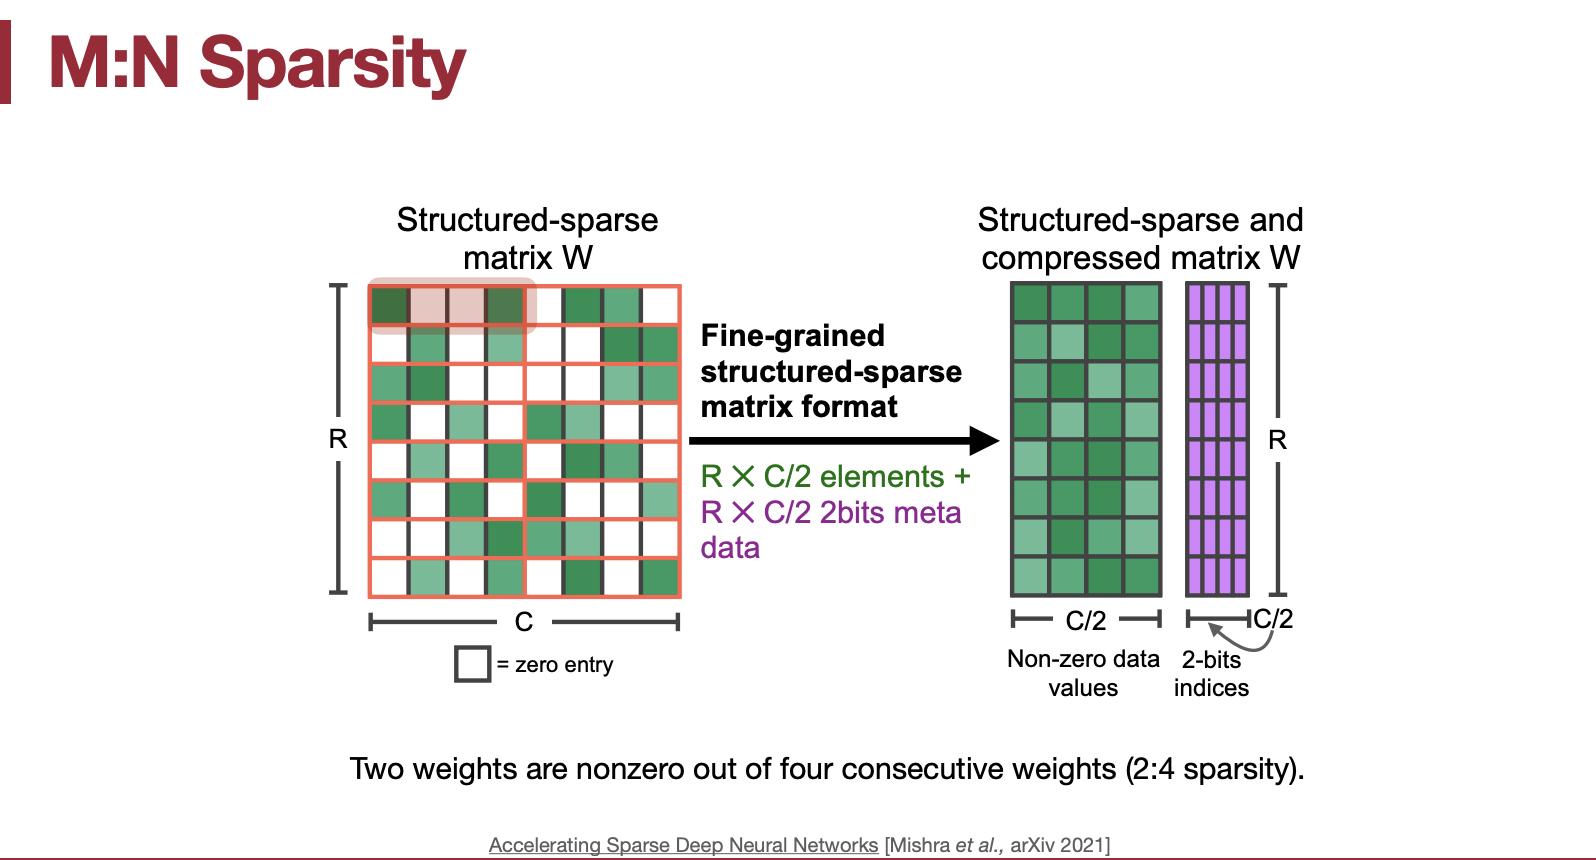 M:N Sparsity
Structured-sparse
matrix W
Structured-sparse and
compressed matrix W
R
Fine-grained
structured-sparse
matrix format
R × C/2 elements +
R × C/2 2bits meta
data
R
C
= zero entry
C/2
C/2
Non-zero data
values
2-bits
indices
Two weights are nonzero out of four consecutive weights (2:4 sparsity).
Accelerating Sparse Deep Neural Networks [Mishra et al., arXiv 2021]